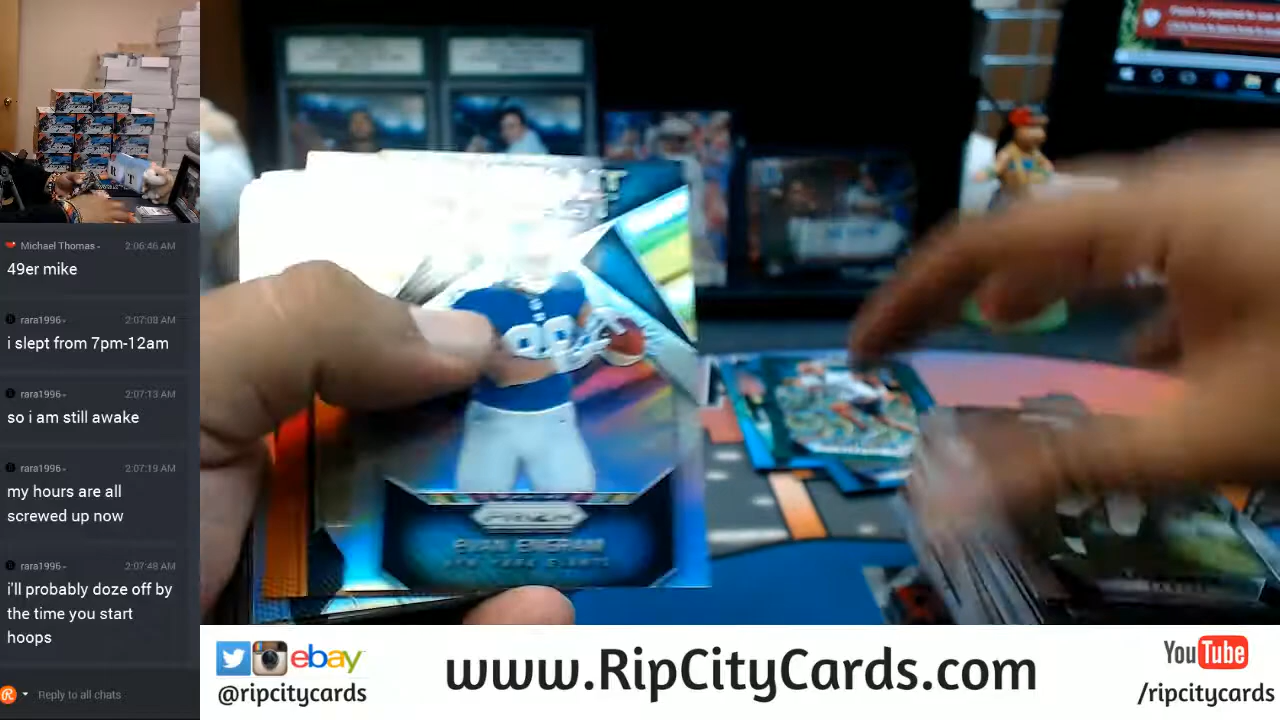 Michael Thomas - 2:06:46 AM
49er mike
rara1996 - 2:07:08 AM
i slept from 7pm-12am
rara1996 - 2:07:13 AM
so i am still awake
rara1996 - 2:07:19 AM
my hours are all
screwed up now
rara1996 - 2:07:48 AM
i'll probably doze off by
the time you start
hoops
Reply to all chats
PRIZM
EVAN ENGRAM
NEW YORK GIANTS
ebay
@ripcitycards
www.RipCityCards.com
YouTube
/ripcitycards